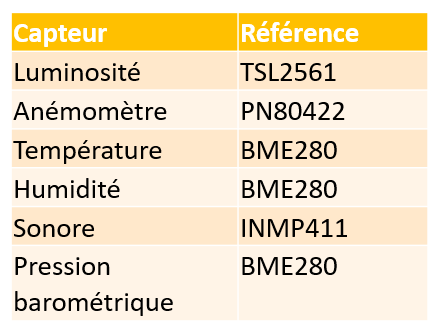 Capteur Référence
Luminosité TSL2561
Anémomètre PN80422
Température BME280
Humidité BME280
Sonore INMP411
Pression BME280
barométrique